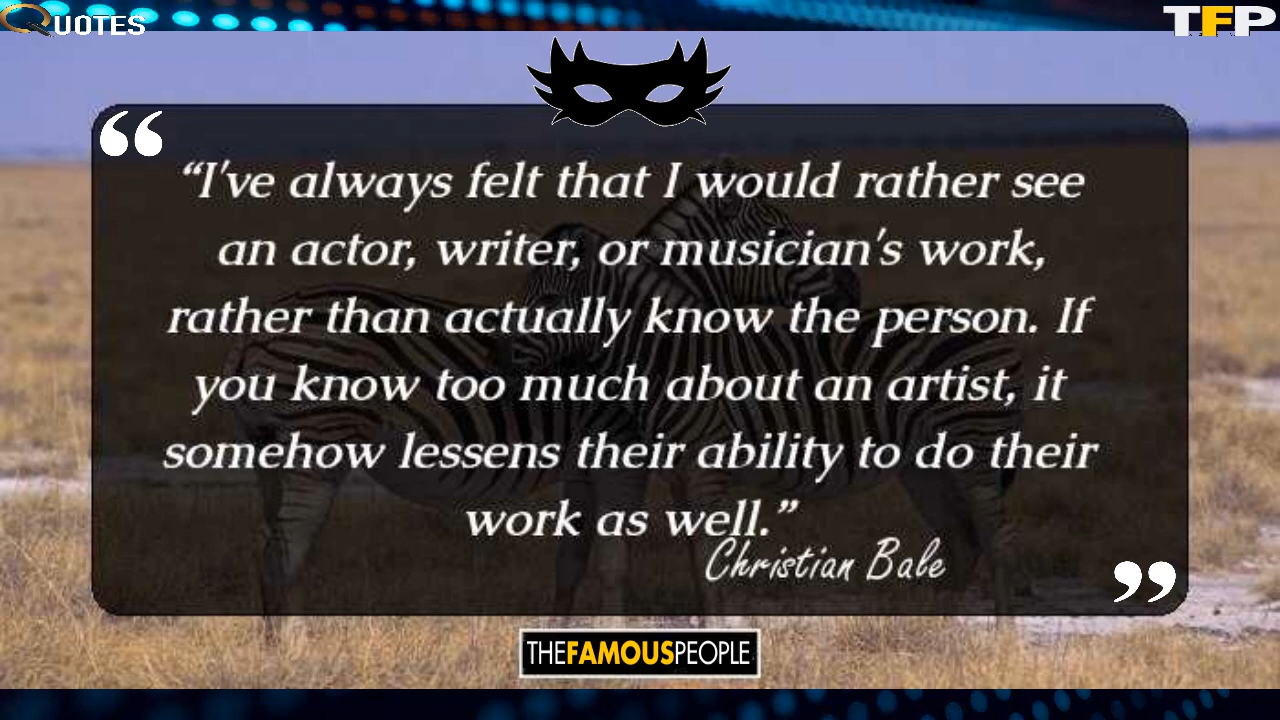 QUOTES
TFP
“I've always felt that I would rather see
an actor, writer, or musician's work,
rather than actually know the person. If
you know too much about an artist, it
somehow lessens their ability to do their
work as well.”
Christian Bale
THEFAMOUSPEOPLE